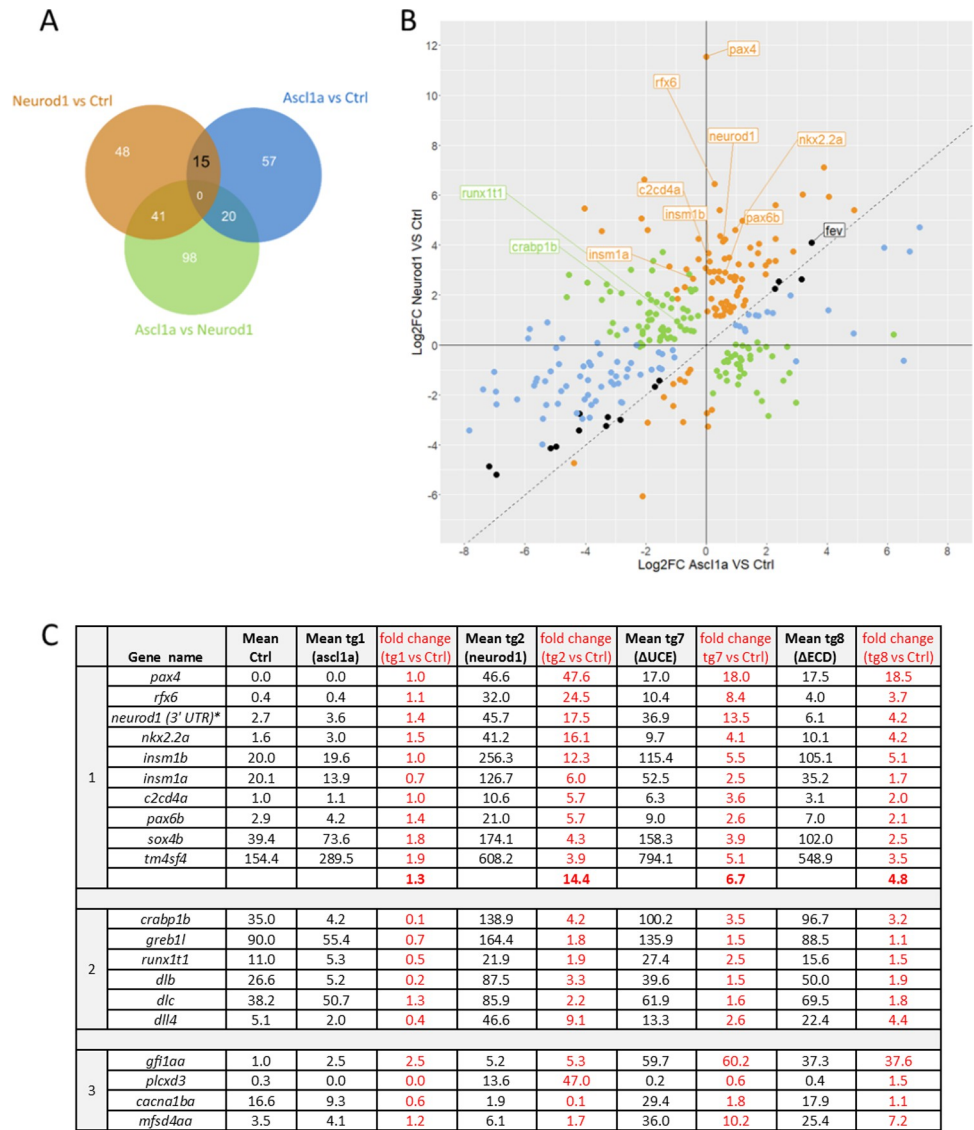 A
Neurod1 vs Ctrl
Ascl1a vs Ctrl
48
15
57
0
41
20
98
Ascl1a vs Neurod1
B
Log2FC Neurod1 VS Ctrl
12
10
8
6
4
2
0
-2
-4
-6
pax4
rfx6
neurod1
nkx2.2a
runx1t1
c2cd4a
insm1b
pax6b
fev
crabp1b
insm1a
-8
-6
-4
-2
0
2
4
6
8
Log2FC Ascl1a VS Ctrl
C
Gene name Mean Ctrl Mean tg1 (ascl1a) fold change (tg1 vs Ctrl) Mean tg2 (neurod1) fold change (tg2 vs Ctrl) Mean tg7 (ΔUCE) fold change tg7 vs Ctrl) Mean tg8 (ΔECD) fold change (tg8 vs Ctrl)
1
pax4 0.0 0.0 1.0 46.6 47.6 17.0 18.0 17.5 18.5
rfx6 0.4 0.4 1.1 32.0 24.5 10.4 8.4 4.0 3.7
neurod1 (3' UTR)* 2.7 3.6 1.4 45.7 17.5 36.9 13.5 6.1 4.2
nkx2.2a 1.6 3.0 1.5 41.2 16.1 9.7 4.1 10.1 4.2
insm1b 20.0 19.6 1.0 256.3 12.3 115.4 5.5 105.1 5.1
insm1a 20.1 13.9 0.7 126.7 6.0 52.5 2.5 35.2 1.7
c2cd4a 1.0 1.1 1.0 10.6 5.7 6.3 3.6 3.1 2.0
pax6b 2.9 4.2 1.4 21.0 5.7 9.0 2.6 7.0 2.1
sox4b 39.4 73.6 1.8 174.1 4.3 158.3 3.9 102.0 2.5
tm4sf4 154.4 289.5 1.9 608.2 3.9 794.1 5.1 548.9 3.5
1.3 14.4 6.7 4.8
2
crabp1b 35.0 4.2 0.1 138.9 4.2 100.2 3.5 96.7 3.2
greb1l 90.0 55.4 0.7 164.4 1.8 135.9 1.5 88.5 1.1
runx1t1 11.0 5.3 0.5 21.9 1.9 27.4 2.5 15.6 1.5
dlb 26.6 5.2 0.2 87.5 3.3 39.6 1.5 50.0 1.9
dlc 38.2 50.7 1.3 85.9 2.2 61.9 1.6 69.5 1.8
dll4 5.1 2.0 0.4 46.6 9.1 13.3 2.6 22.4 4.4
3
gfi1aa 1.0 2.5 2.5 5.2 5.3 59.7 60.2 37.3 37.6
plcxd3 0.3 0.0 0.0 13.6 47.0 0.2 0.6 0.4 1.5
cacna1ba 16.6 9.3 0.6 1.9 0.1 29.4 1.8 17.9 1.1
mfsd4aa 3.5 4.1 1.2 6.1 1.7 36.0 10.2 25.4 7.2